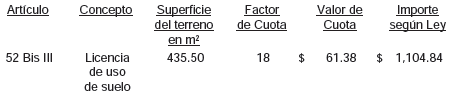 Artículo Concepto Superficie del terreno en m² Factor de Cuota Valor de Cuota Importe según Ley
52 Bis III Licencia de uso de suelo 435.50 18 $ 61.38 $ 1,104.84